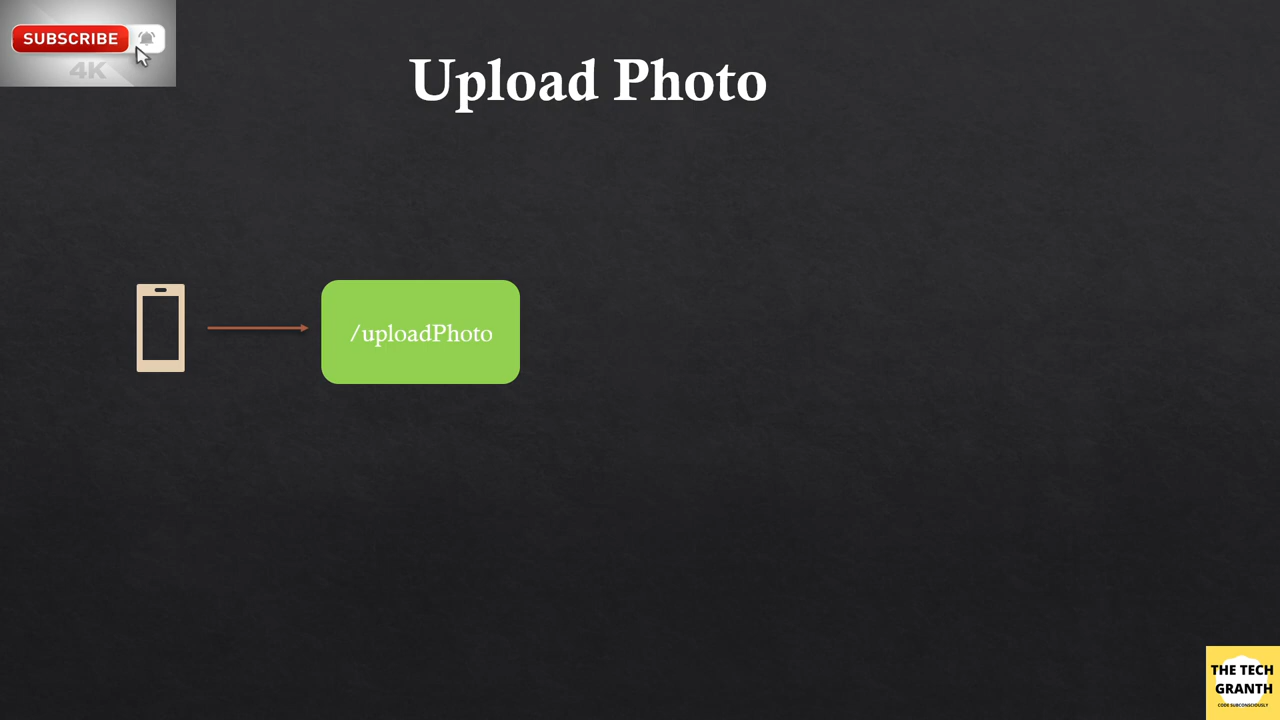 SUBSCRIBE
4K
Upload Photo
/uploadPhoto
THE TECH
GRANTH
CODE SUBCONSCIOUSLY